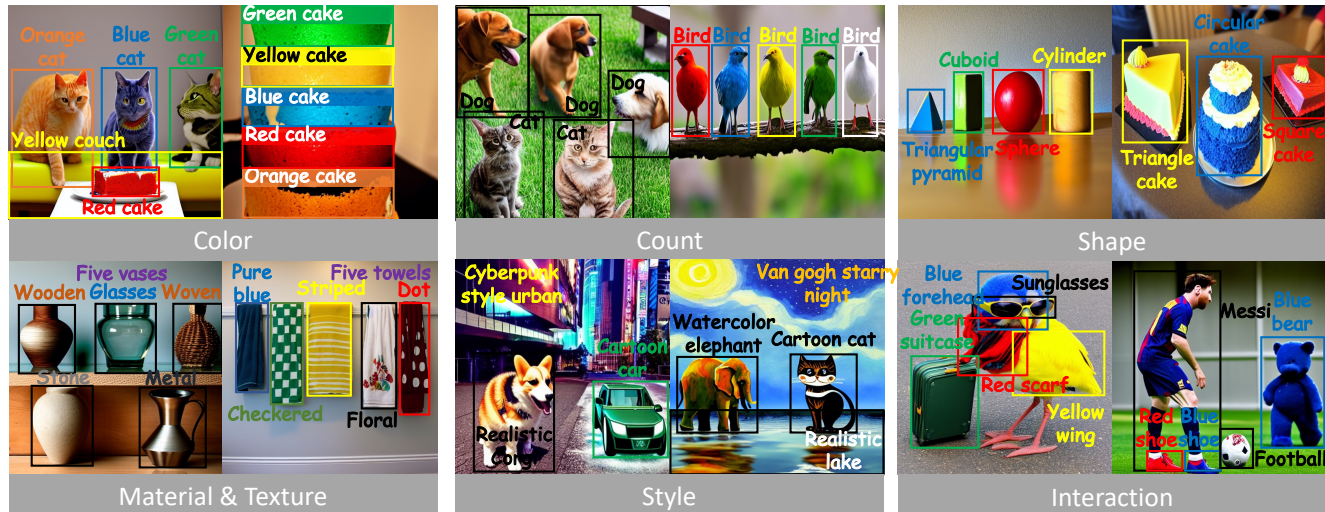 Orange
cat
Blue
cat
Green
cat
Yellow couch
Red cake
Green cake
Yellow cake
Blue cake
Red cake
Orange cake
Color
Dog
Dog
Dog
Cat
Cat
Bird
Bird
Bird
Bird
Bird
Count
Cuboid
Cylinder
Triangular
pyramid
Sphere
Circular
cake
Triangle
cake
Square
cake
Shape
Five vases
Wooden
Glasses
Woven
Stone
Metal
Pure
blue
Five towels
Striped
Dot
Checkered
Floral
Material & Texture
Cyberpunk
style urban
Cartoon
car
Realistic
Corgi
Van gogh starry
night
Watercolor
elephant
Cartoon cat
Realistic
lake
Style
Blue
forehead
Sunglasses
Green
suitcase
Red scarf
Yellow
wing
Messi
Blue
bear
Red
shoe
Blue
shoe
Football
Interaction